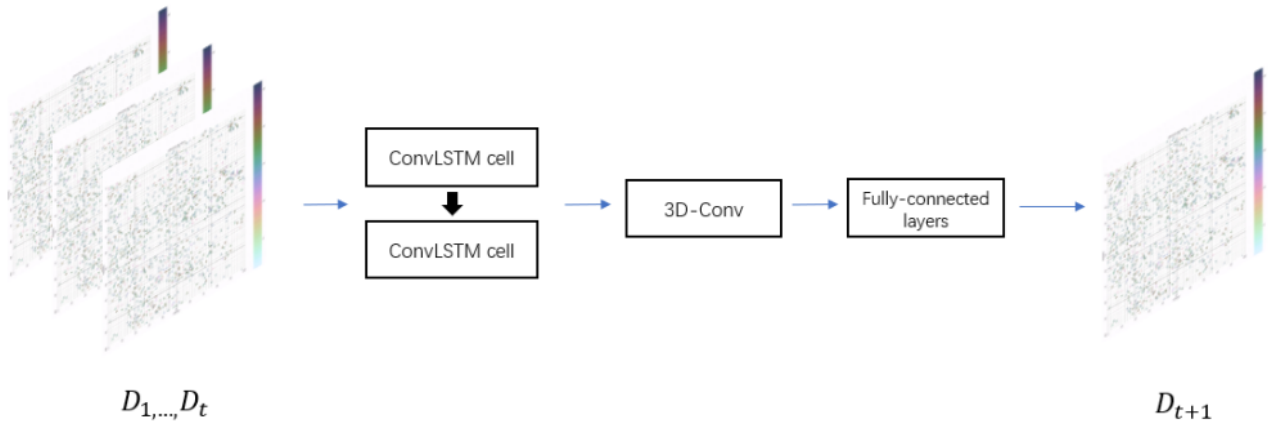 ConvLSTM cell
ConvLSTM cell
3D-Conv
Fully-connected
layers
D₁,...,Dₜ
Dₜ₊₁